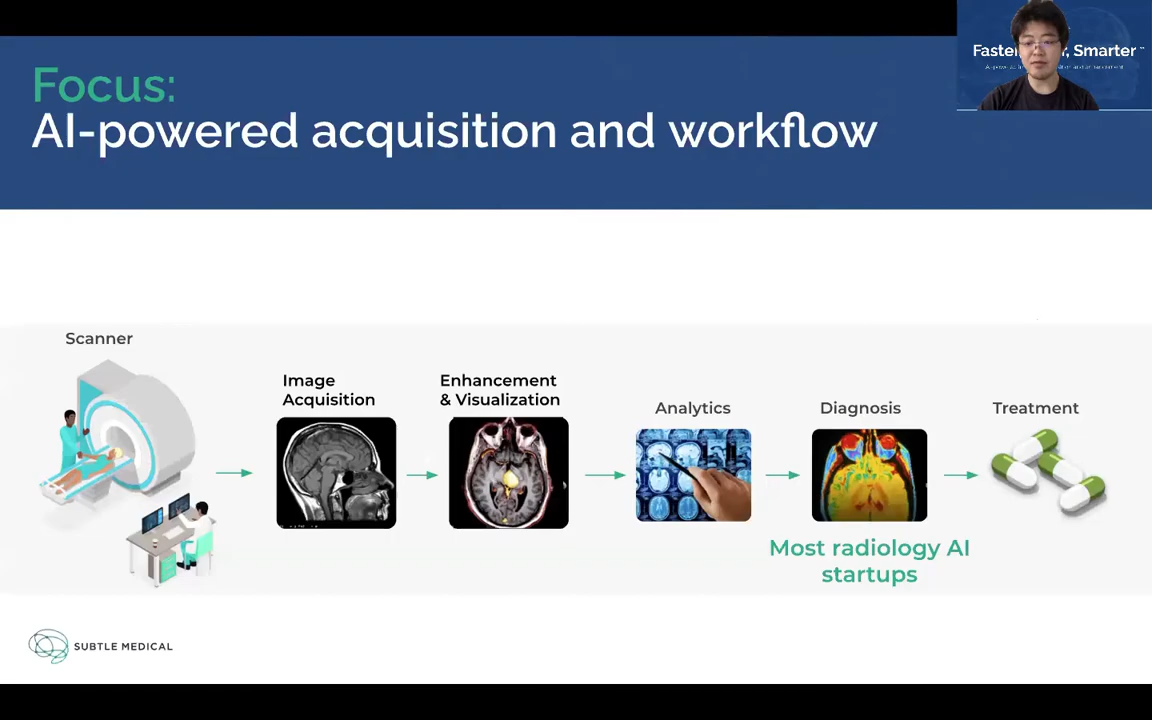 Focus:
AI-powered acquisition and workflow
Smarter
Scanner
Image
Acquisition
Enhancement
& Visualization
Analytics
Diagnosis
Treatment
Most radiology AI
startups
SUBTLE MEDICAL